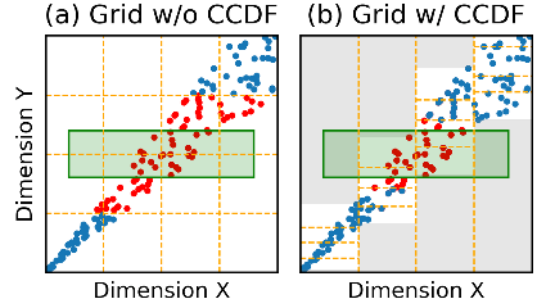 (a) Grid w/o CCDF
(b) Grid w/ CCDF
Dimension Y
Dimension X
Dimension X